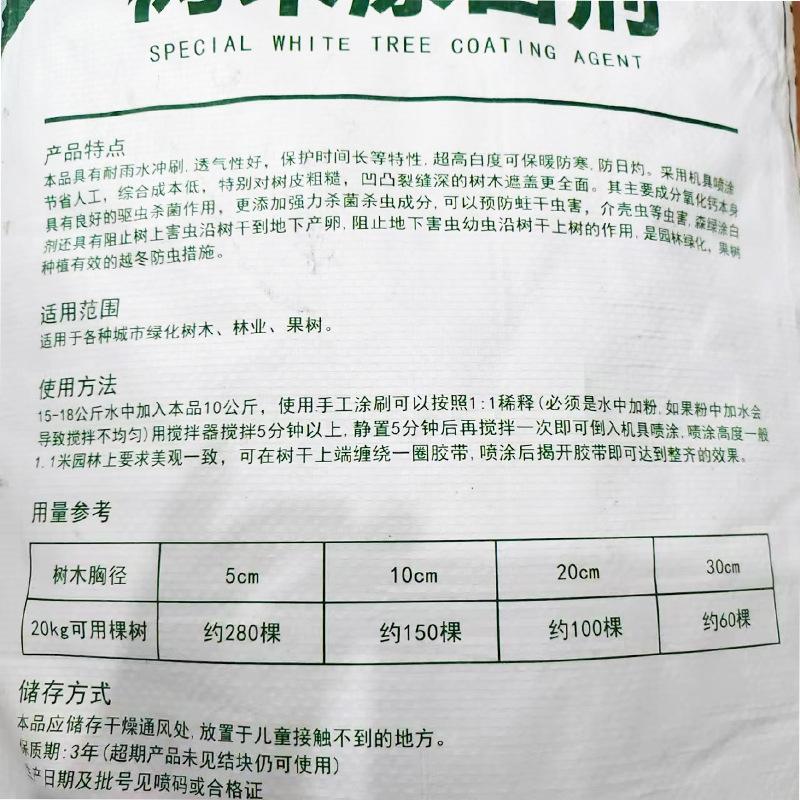 树木涂白剂
SPECIAL WHITE TREE COATING AGENT
产品特点
本品具有耐雨水冲刷,透气性好，保护时间长等特性,超高白度可保暖防寒,防日灼。采用机具喷涂
节省人工，综合成本低，特别对树皮粗糙，凹凸裂缝深的树木遮盖更全面。其主要成分氧化钙本身
具有良好的驱虫杀菌作用，更添加强力杀菌杀虫成分,可以预防蛀干虫害，介壳虫等虫害,森绿涂白
剂还具有阻止树上害虫沿树干到地下产卵,阻止地下害虫幼虫沿树干上树的作用,是园林绿化，果树
种植有效的越冬防虫措施。
适用范围
适用于各种城市绿化树木、林业、果树。
使用方法
15-18公斤水中加入本品10公斤，使用手工涂刷可以按照1:1稀释(必须是水中加粉,如果粉中加水会
导致搅拌不均匀)用搅拌器搅拌5分钟以上,静置5分钟后再搅拌一次即可倒入机具喷涂,喷涂高度一般
1.1米园林上要求美观一致，可在树干上端缠绕一圈胶带,喷涂后揭开胶带即可达到整齐的效果。
用量参考
树木胸径 5cm 10cm 20cm 30cm
20kg可用棵树 约280棵 约150棵 约100棵 约60棵
储存方式
本品应储存干燥通风处,放置于儿童接触不到的地方。
保质期:3年(超期产品未见结块仍可使用)
生产日期及批号见喷码或合格证